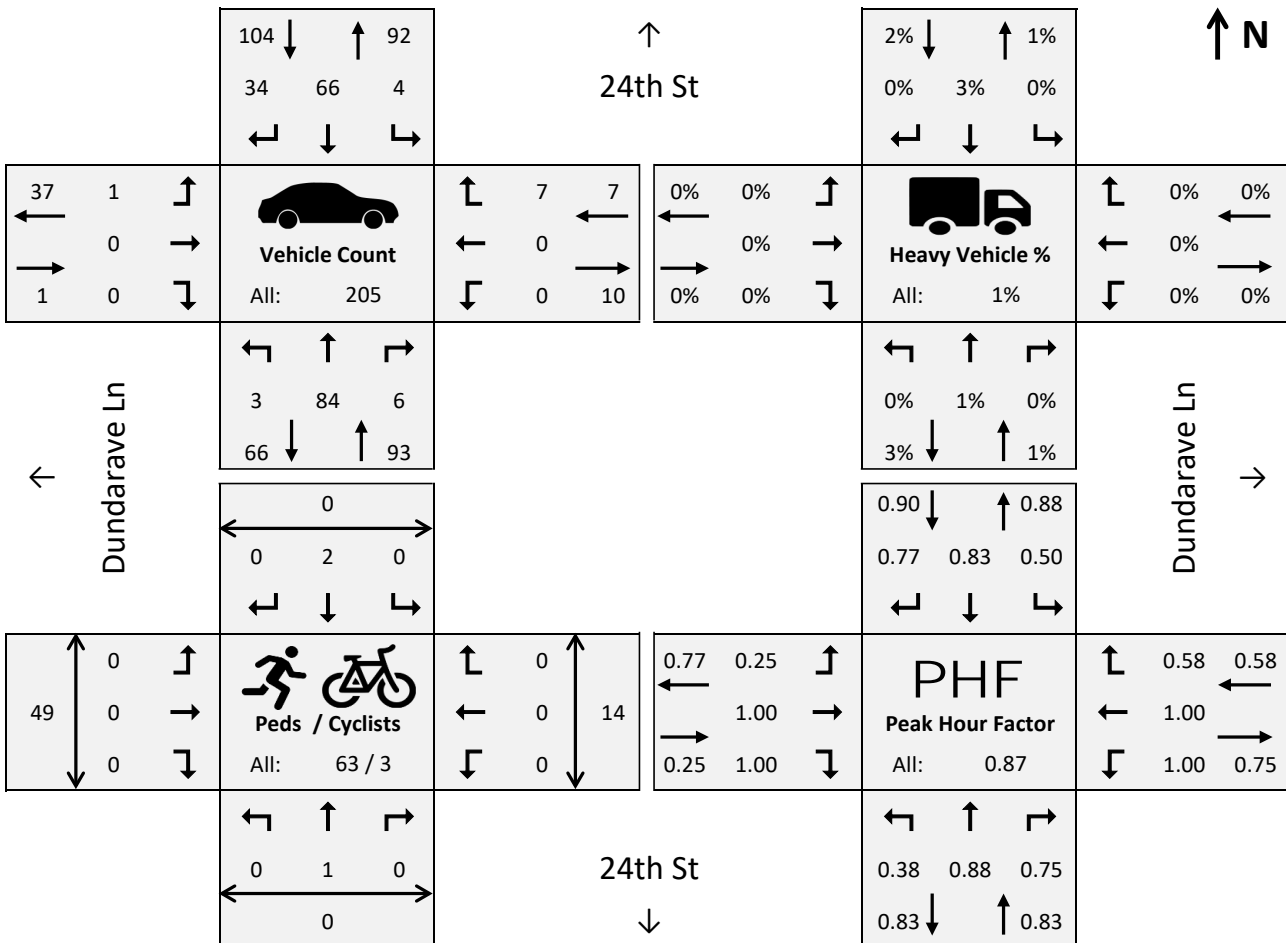 104 92 2% 1% N
24th St
34 66 4 0% 3% 0%
37 1 7 7 0% 0% 0% 0%
0 Vehicle Count 0 0% Heavy Vehicle % 0%
1 0 All: 205 0 10 0% 0% All: 1% 0% 0%
3 84 6 0% 1% 0%
66 93 3% 1%
Dundarave Ln
Dundarave Ln
0 0.90 0.88
0 2 0 0.77 0.83 0.50
0 0 0.77 0.25 PHF 0.58 0.58
49 0 Peds / Cyclists 0 14 1.00 Peak Hour Factor 1.00
0 All: 63 / 3 0 0.25 1.00 All: 0.87 1.00 0.75
0 1 0 24th St 0.38 0.88 0.75
0 0.83 0.83